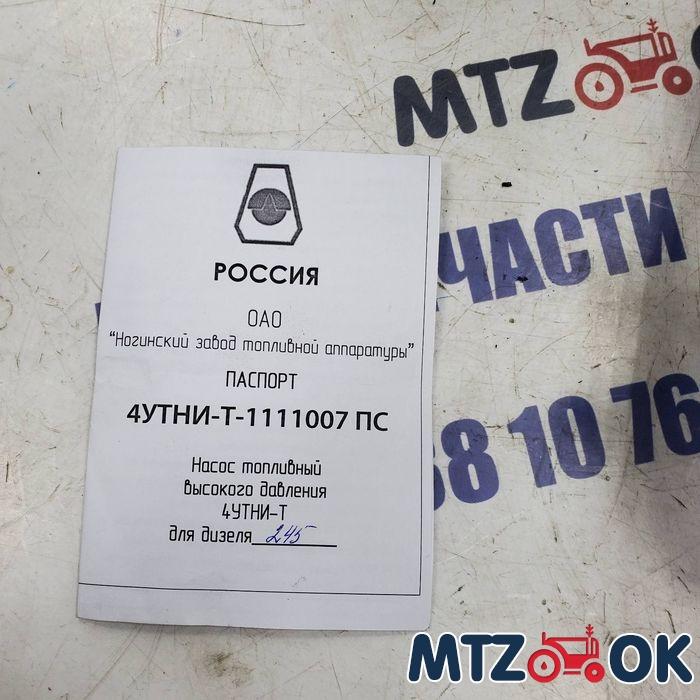 MTZ OK
ЧАСТИ
38 10 76
РОССИЯ
ОАО
"Ногинский завод топливной аппаратуры"
ПАСПОРТ
4УТНИ-Т-1111007 ПС
Насос топливный
высокого давления
4УТНИ-Т
для дизеля 245
MTZ OK